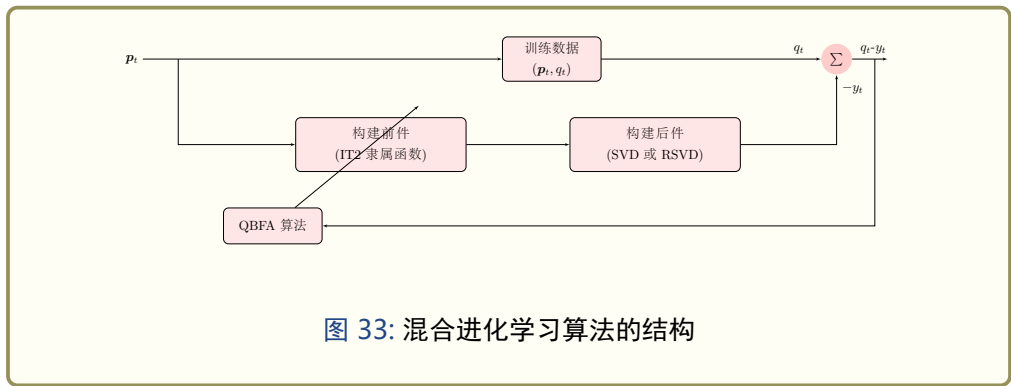 p_t
训练数据
(p_t, q_t)
q_t
Σ
q_t-y_t
−y_t
构建前件
(IT2 隶属函数)
构建后件
(SVD 或 RSVD)
QBFA 算法
图 33: 混合进化学习算法的结构